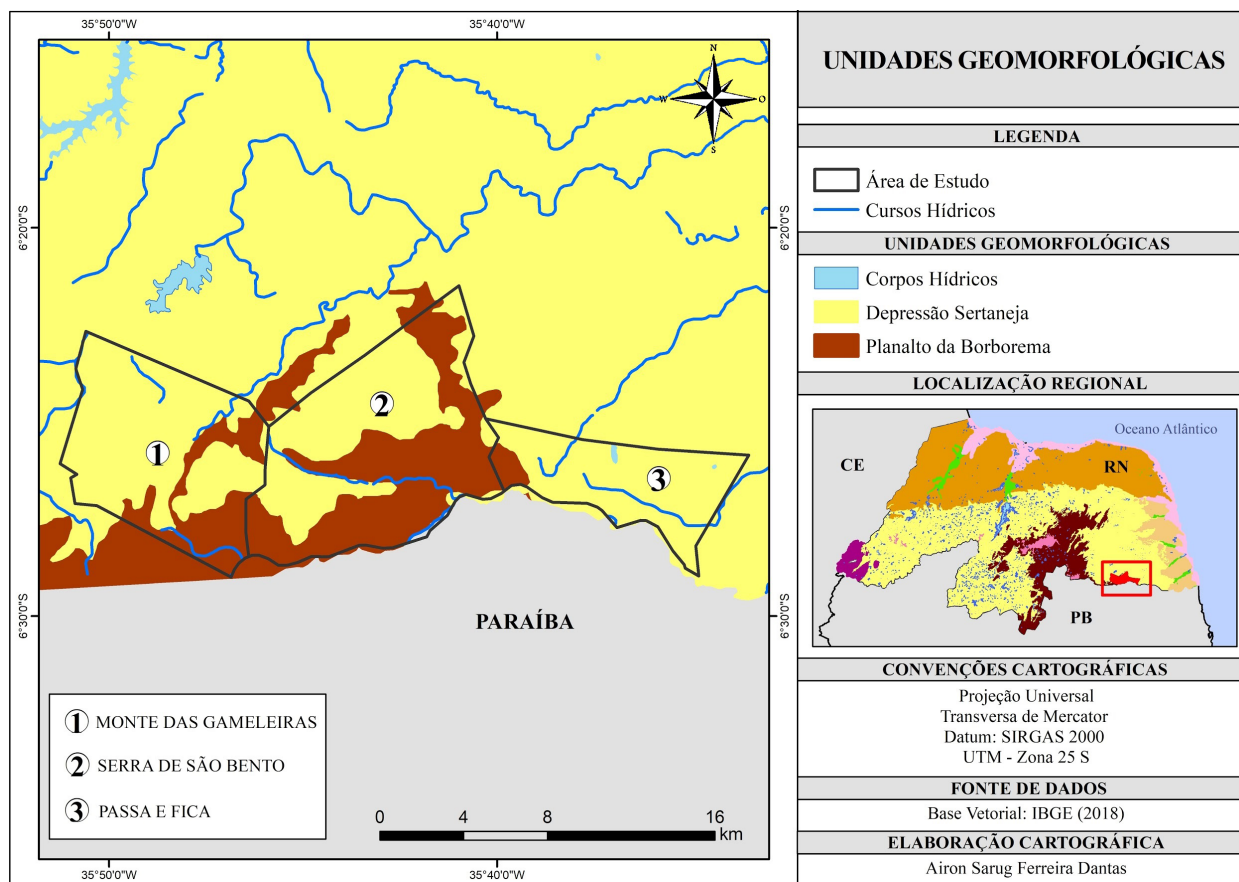 35°50'0"W
35°40'0"W
6°20'0"S
6°20'0"S
6°30'0"S
6°30'0"S
N
W
O
S
1
2
3
PARAÍBA
1 MONTE DAS GAMELEIRAS
2 SERRA DE SÃO BENTO
3 PASSA E FICA
0 4 8 16
km
35°50'0"W
35°40'0"W
UNIDADES GEOMORFOLÓGICAS
LEGENDA
Área de Estudo
Cursos Hídricos
UNIDADES GEOMORFOLÓGICAS
Corpos Hídricos
Depressão Sertaneja
Planalto da Borborema
LOCALIZAÇÃO REGIONAL
Oceano Atlântico
CE
RN
PB
CONVENÇÕES CARTOGRÁFICAS
Projeção Universal
Transversa de Mercator
Datum: SIRGAS 2000
UTM - Zona 25 S
FONTE DE DADOS
Base Vetorial: IBGE (2018)
ELABORAÇÃO CARTOGRÁFICA
Airon Sarug Ferreira Dantas